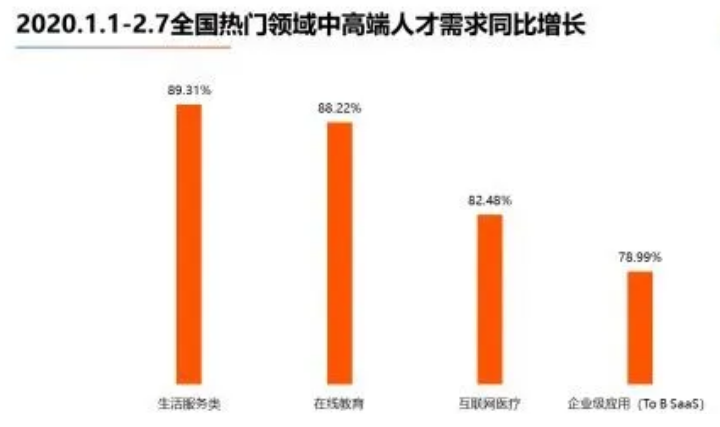 2020.1.1-2.7全国热门领域中高端人才需求同比增长
89.31%
88.22%
82.48%
78.99%
生活服务类
在线教育
互联网医疗
企业级应用（To B SaaS）